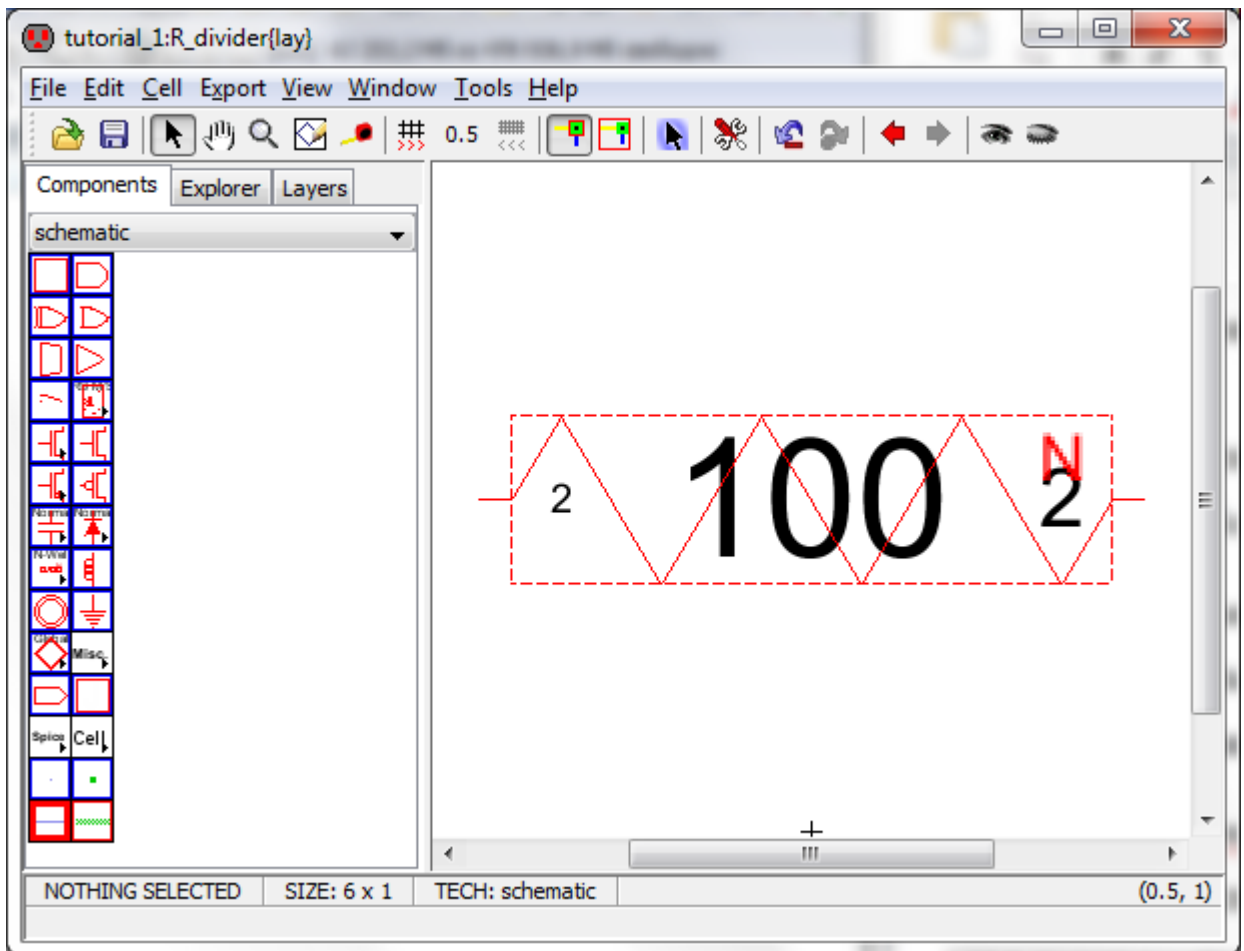 tutorial_1:R_divider{lay}
File Edit Cell Export View Window Tools Help
0.5
Components Explorer Layers
schematic
2 100 2
N
Misc.
Spice Cell
NOTHING SELECTED SIZE: 6 x 1 TECH: schematic (0.5, 1)